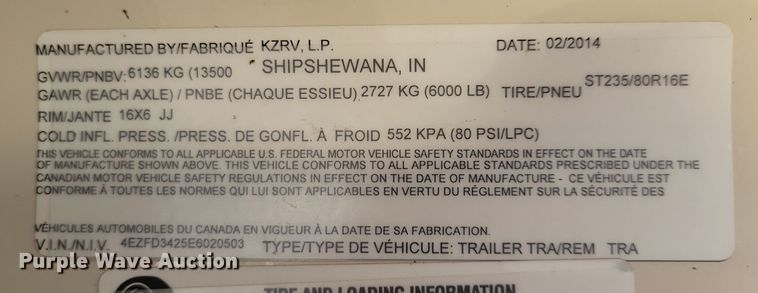 MANUFACTURED BY/FABRIQUÉ KZRV, L.P. DATE: 02/2014
GVWR/PNBV: 6136 KG (13500 SHIPSHEWANA, IN
GAWR (EACH AXLE) / PNBE (CHAQUE ESSIEU) 2727 KG (6000 LB) TIRE/PNEU ST235/80R16E
RIM/JANTE 16X6 JJ
COLD INFL. PRESS. /PRESS. DE GONFL. À FROID 552 KPA (80 PSI/LPC)
THIS VEHICLE CONFORMS TO ALL APPLICABLE U.S. FEDERAL MOTOR VEHICLE SAFETY STANDARDS IN EFFECT ON THE DATE
OF MANUFACTURE SHOWN ABOVE. THIS VEHICLE CONFORMS TO ALL APPLICABLE STANDARDS PRESCRIBED UNDER THE
CANADIAN MOTOR VEHICLE SAFETY REGULATIONS IN EFFECT ON THE DATE OF MANUFACTURE - CE VÉHICULE EST
CONFORME À TOUTES LES NORMES QUI LUI SONT APPLICABLES EN VERTU DU RÉGLEMENT SUR LA SÉCURITÉ DES
VÉHICULES AUTOMOBILES DU CANADA EN VIGUEUR À LA DATE DE SA FABRICATION.
V.I.N./N.I.V. 4EZFD3425E6020503 TYPE/TYPE DE VÉHICULE: TRAILER TRA/REM TRA
Purple Wave Auction
TIRE AND LOADING INFORMATION